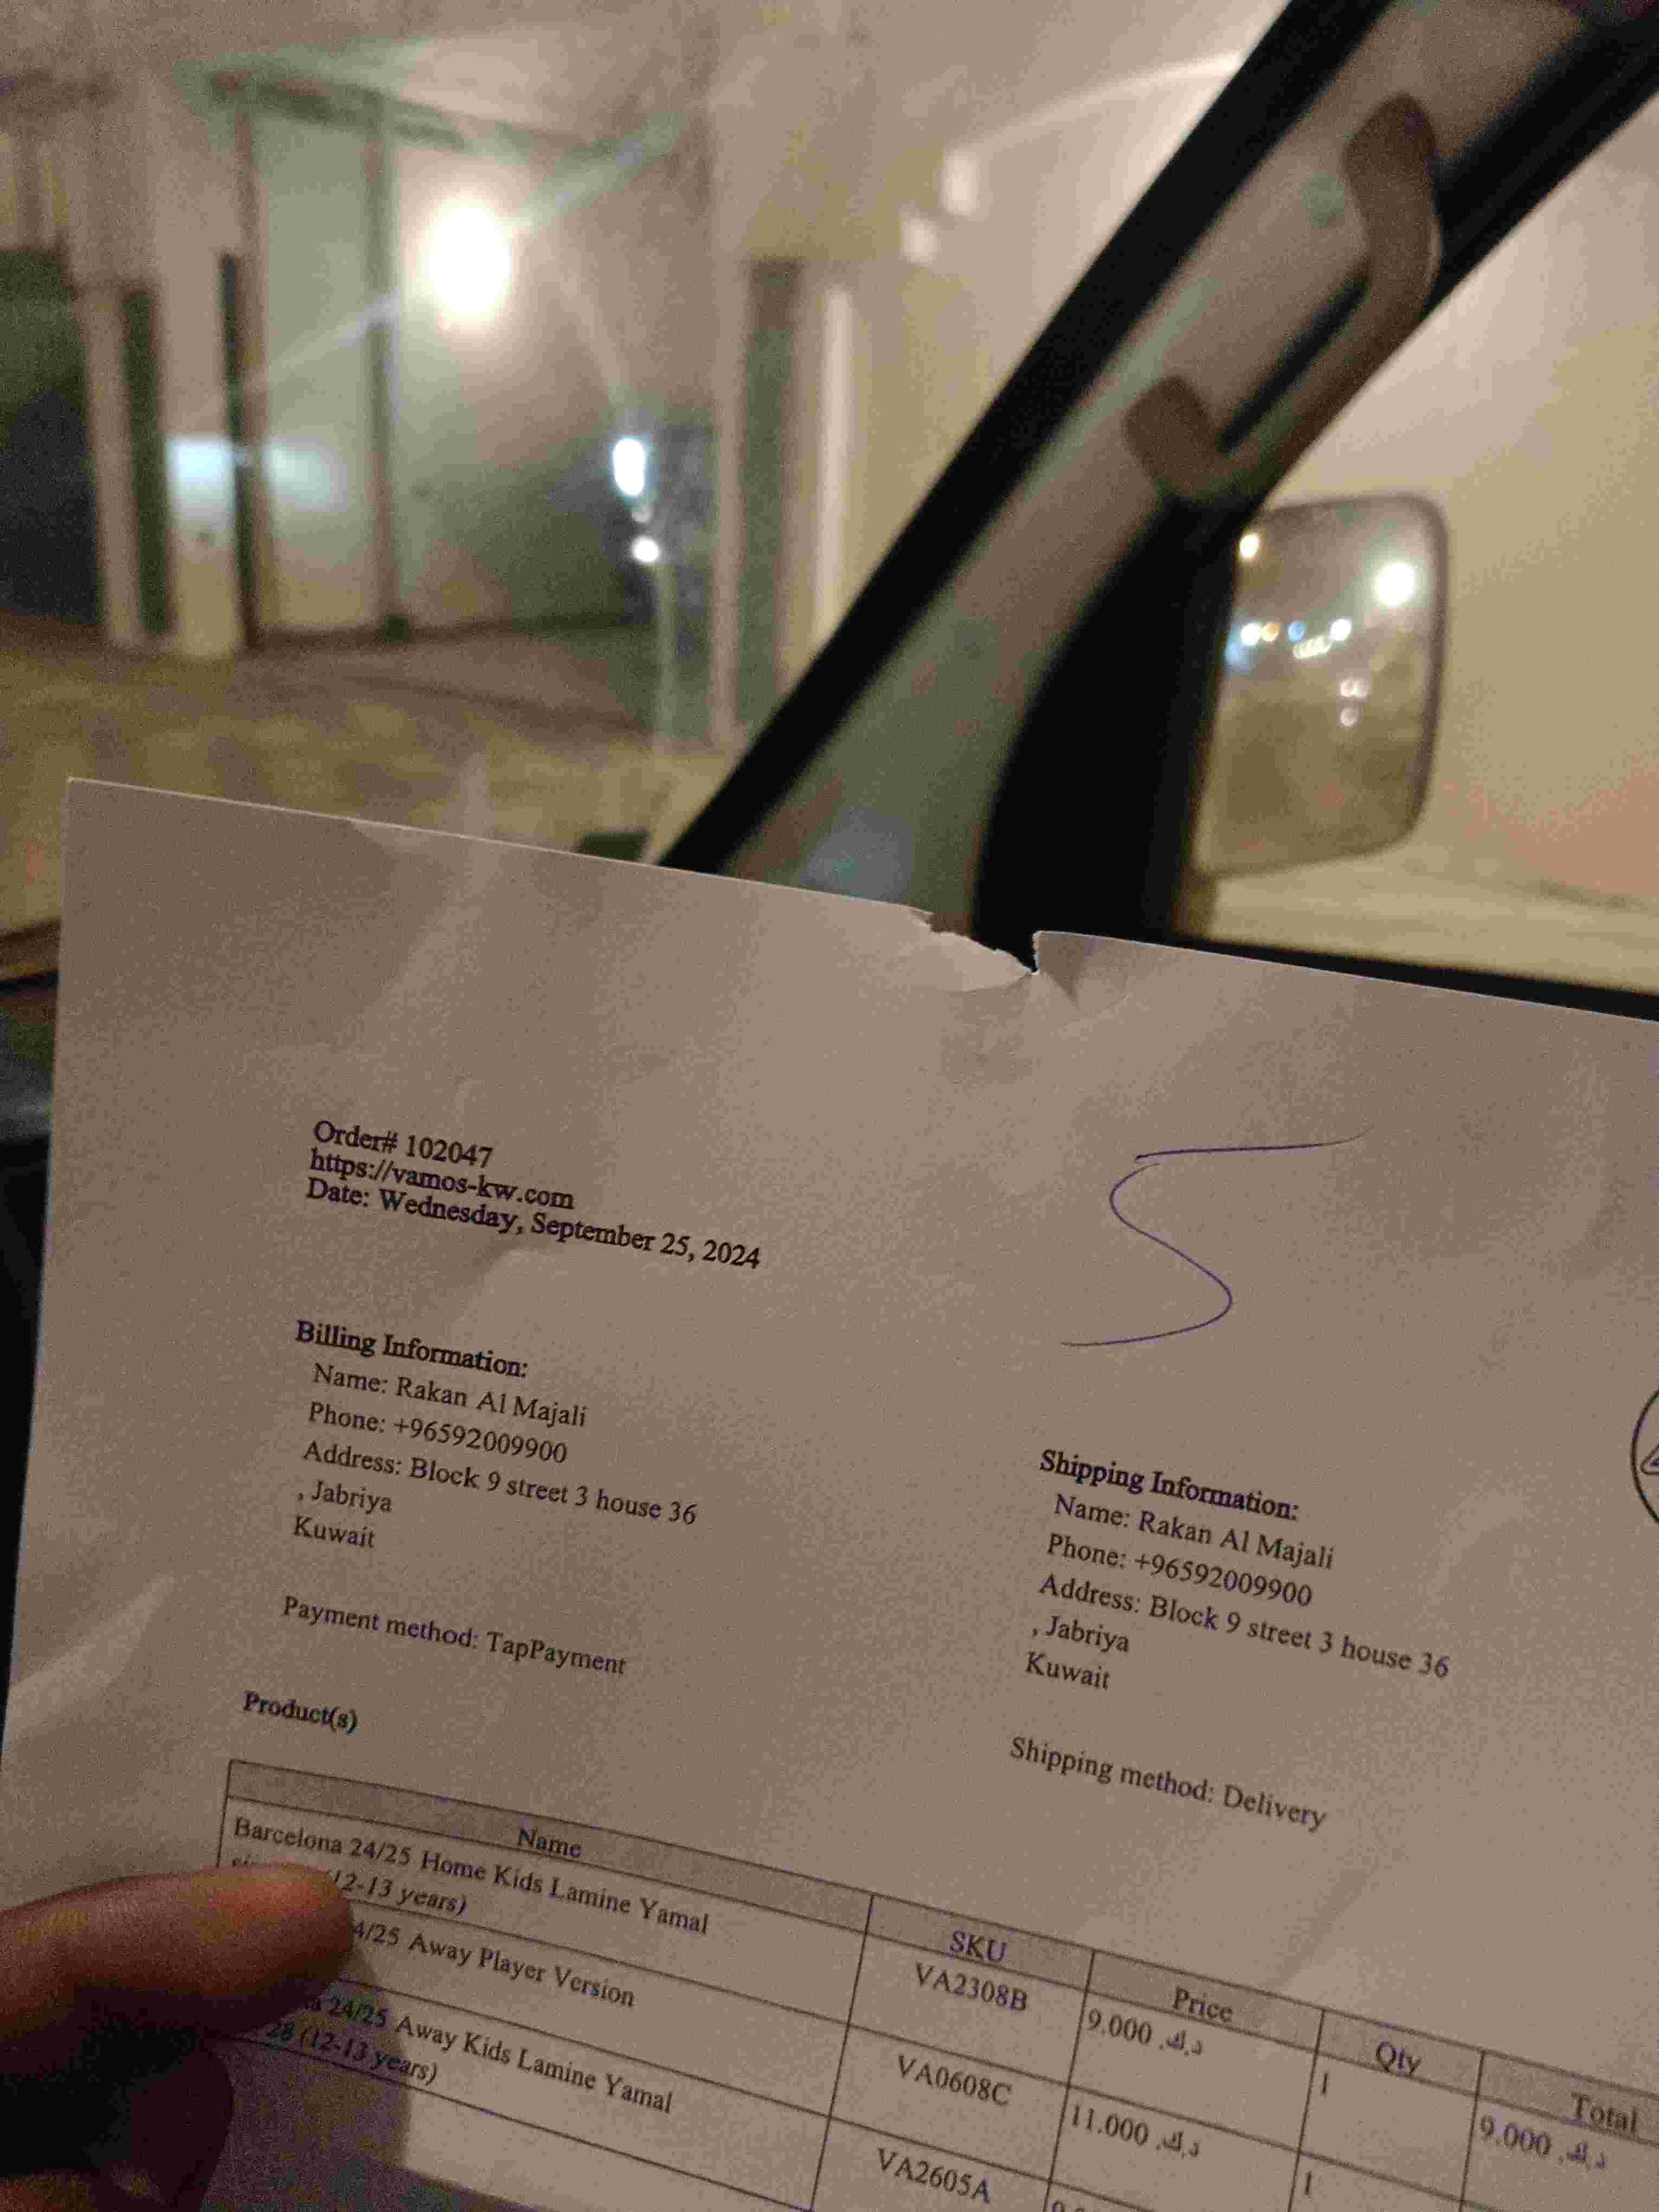 Order# 102047
https://vamos-kw.com
Date: Wednesday, September 25, 2024
Billing Information:
Name: Rakan Al Majali
Phone: +96592009900
Address: Block 9 street 3 house 36
, Jabriya
Kuwait
Payment method: TapPayment
Shipping Information:
Name: Rakan Al Majali
Phone: +96592009900
Address: Block 9 street 3 house 36
, Jabriya
Kuwait
Shipping method: Delivery
Product(s)
Name SKU Price Qty Total
Barcelona 24/25 Home Kids Lamine Yamal VA2308B 9.000 د.ك. 1 9.000 د.ك.
(12-13 years)
4/25 Away Player Version VA0608C 11.000 د.ك. 1
24/25 Away Kids Lamine Yamal VA2605A
28 (12-13 years)